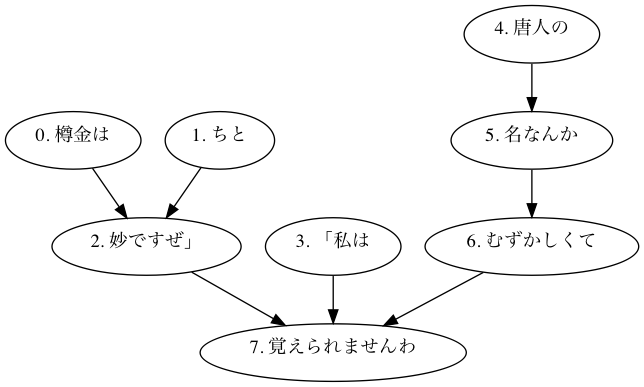 4. 唐人の
0. 樽金は
1. ちと
5. 名なんか
2. 妙ですぜ」
3. 「私は
6. むずかしくて
7. 覚えられませんわ